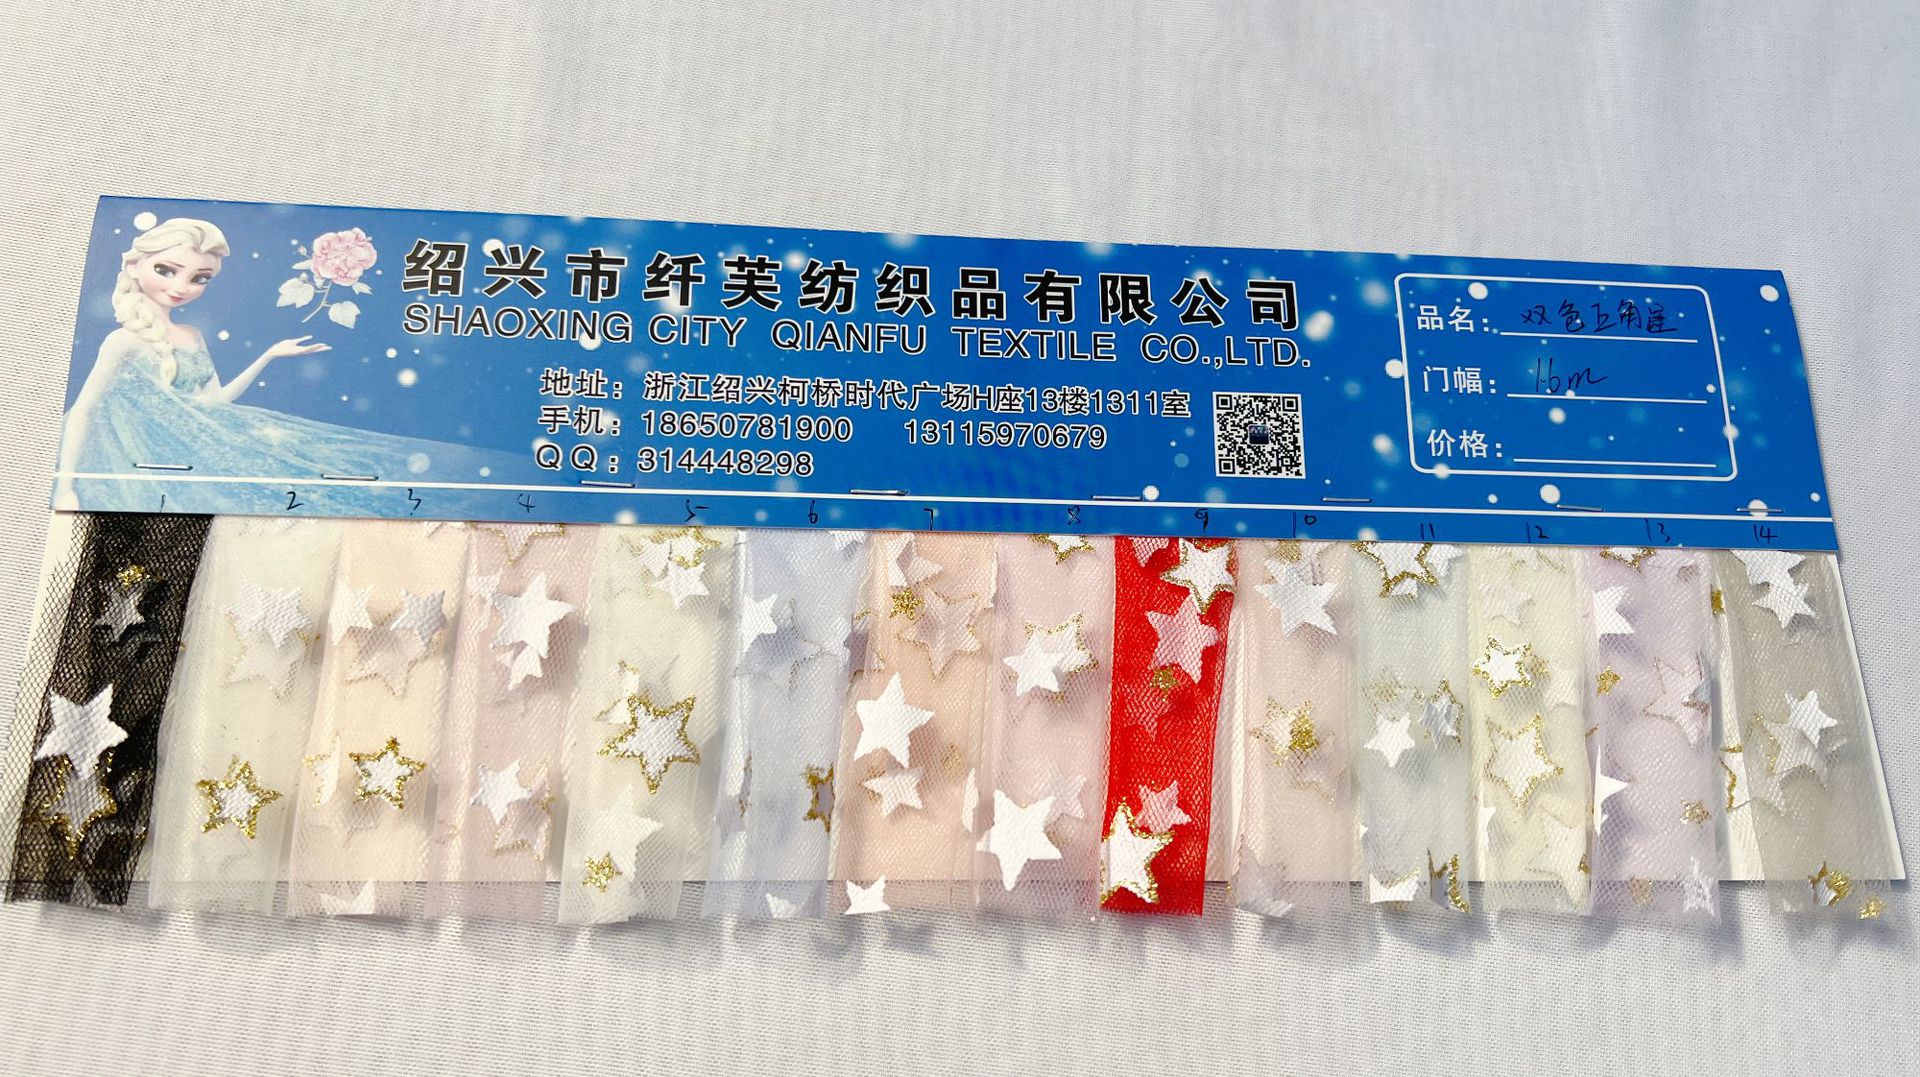 绍兴市纤芙纺织品有限公司
SHAOXING CITY QIANFU TEXTILE CO.,LTD.
地址：浙江绍兴柯桥时代广场H座13楼1311室
手机：18650781900 13115970679
QQ：314448298
品名：双色五角星
门幅：1.6m
价格：
1 2 3 4 5 6 7 8 9 10 11 12 13 14